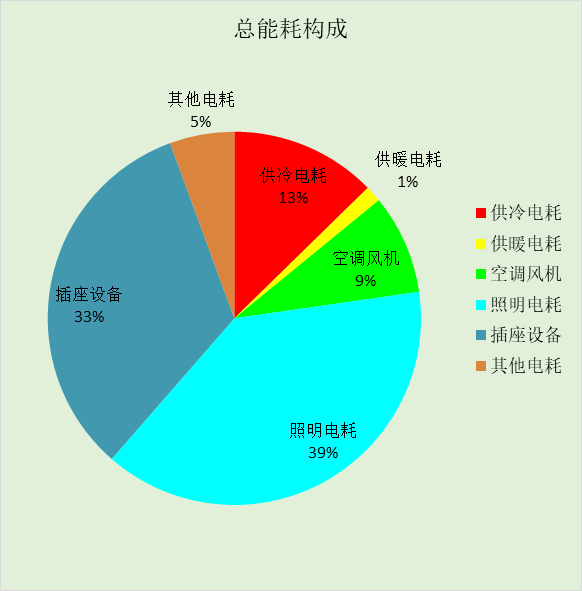 总能耗构成
其他电耗
5%
供冷电耗
13%
供暖电耗
1%
空调风机
9%
插座设备
33%
照明电耗
39%
供冷电耗
供暖电耗
空调风机
照明电耗
插座设备
其他电耗